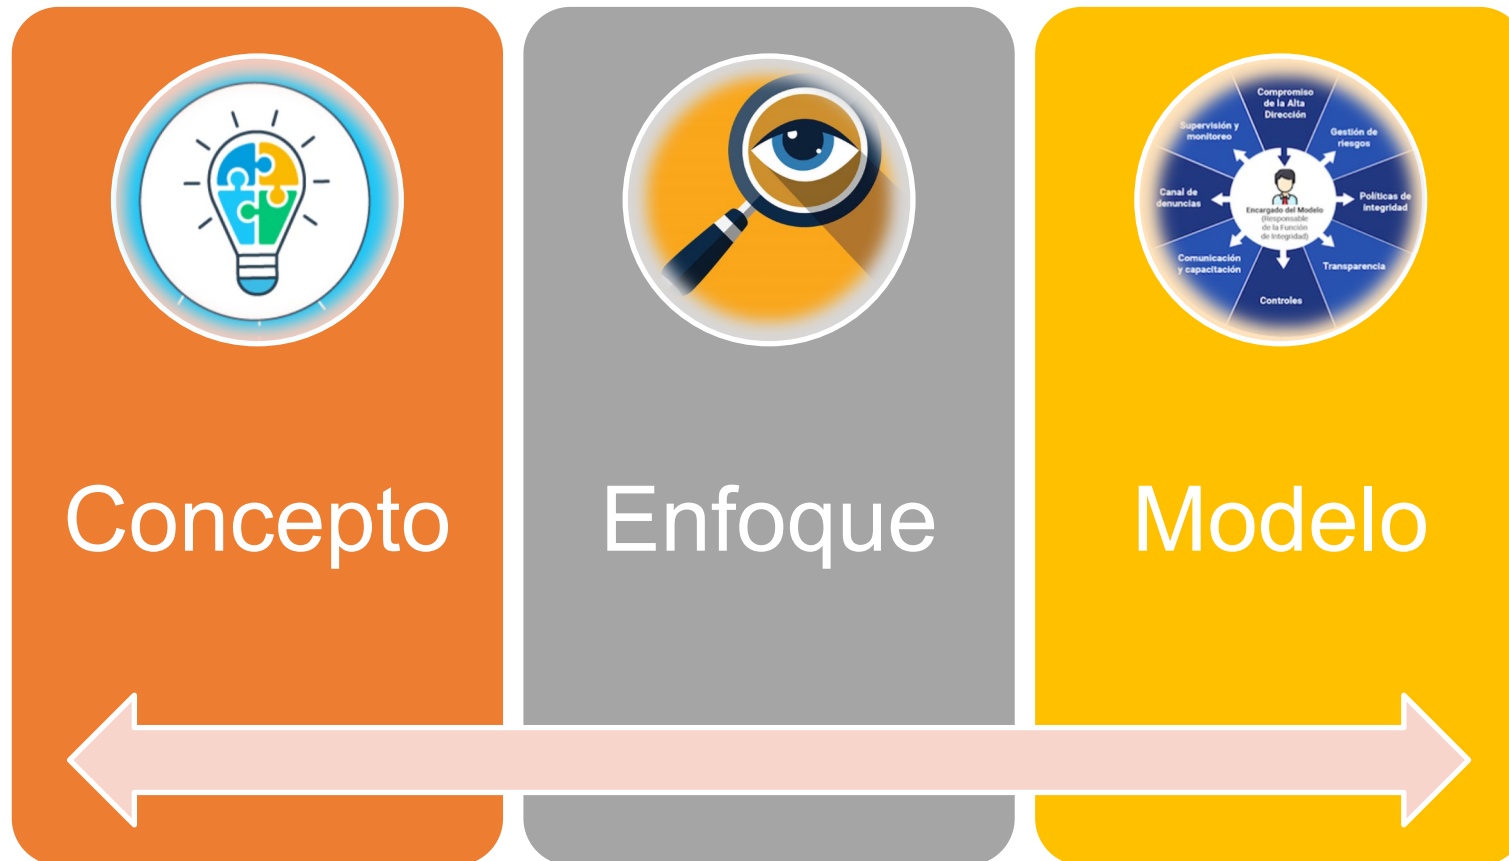 Compromiso
de la Alta
Dirección
Supervisión y
monitoreo
Gestión de
riesgos
Canal de
denuncias
Políticas de
integridad
Encargado del Modelo
(Responsable
de la Función
de Integridad)
Comunicación
y capacitación
Transparencia
Controles
Concepto
Enfoque
Modelo